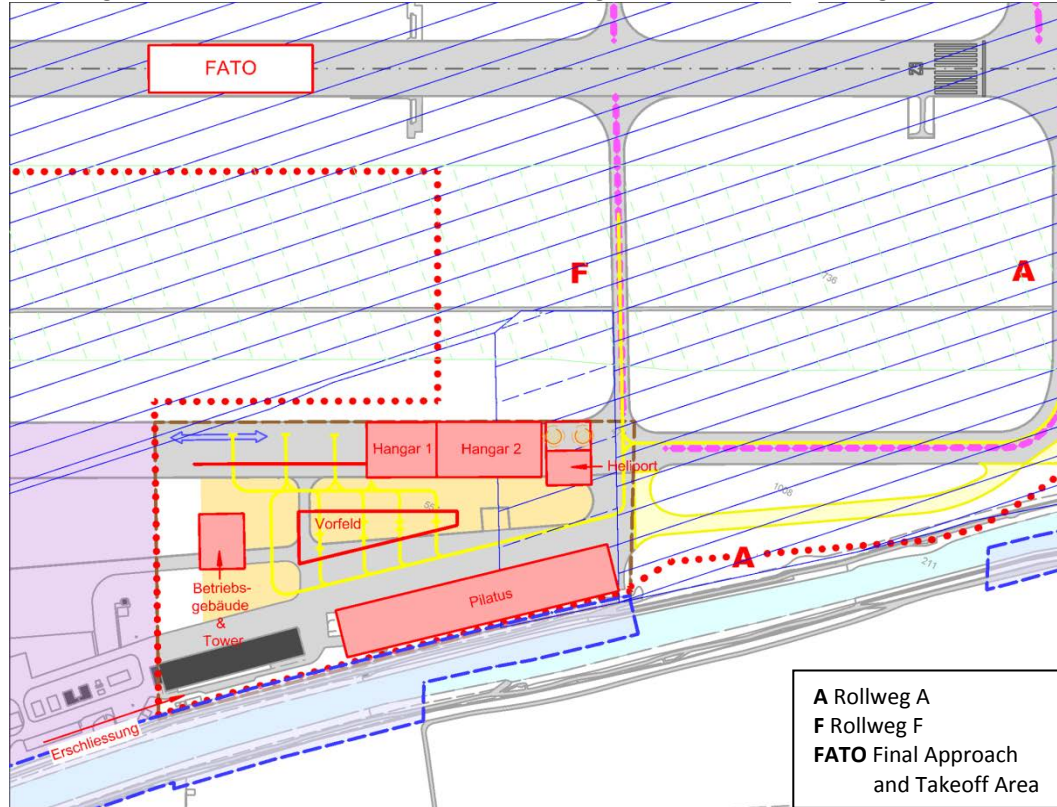 FATO
23
F
A
736
Hangar 1
Hangar 2
Heliport
1008
Vorfeld
A
211
Betriebs-
gebäude
&
Tower
Pilatus
Erschliessung
A Rollweg A
F Rollweg F
FATO Final Approach
and Takeoff Area